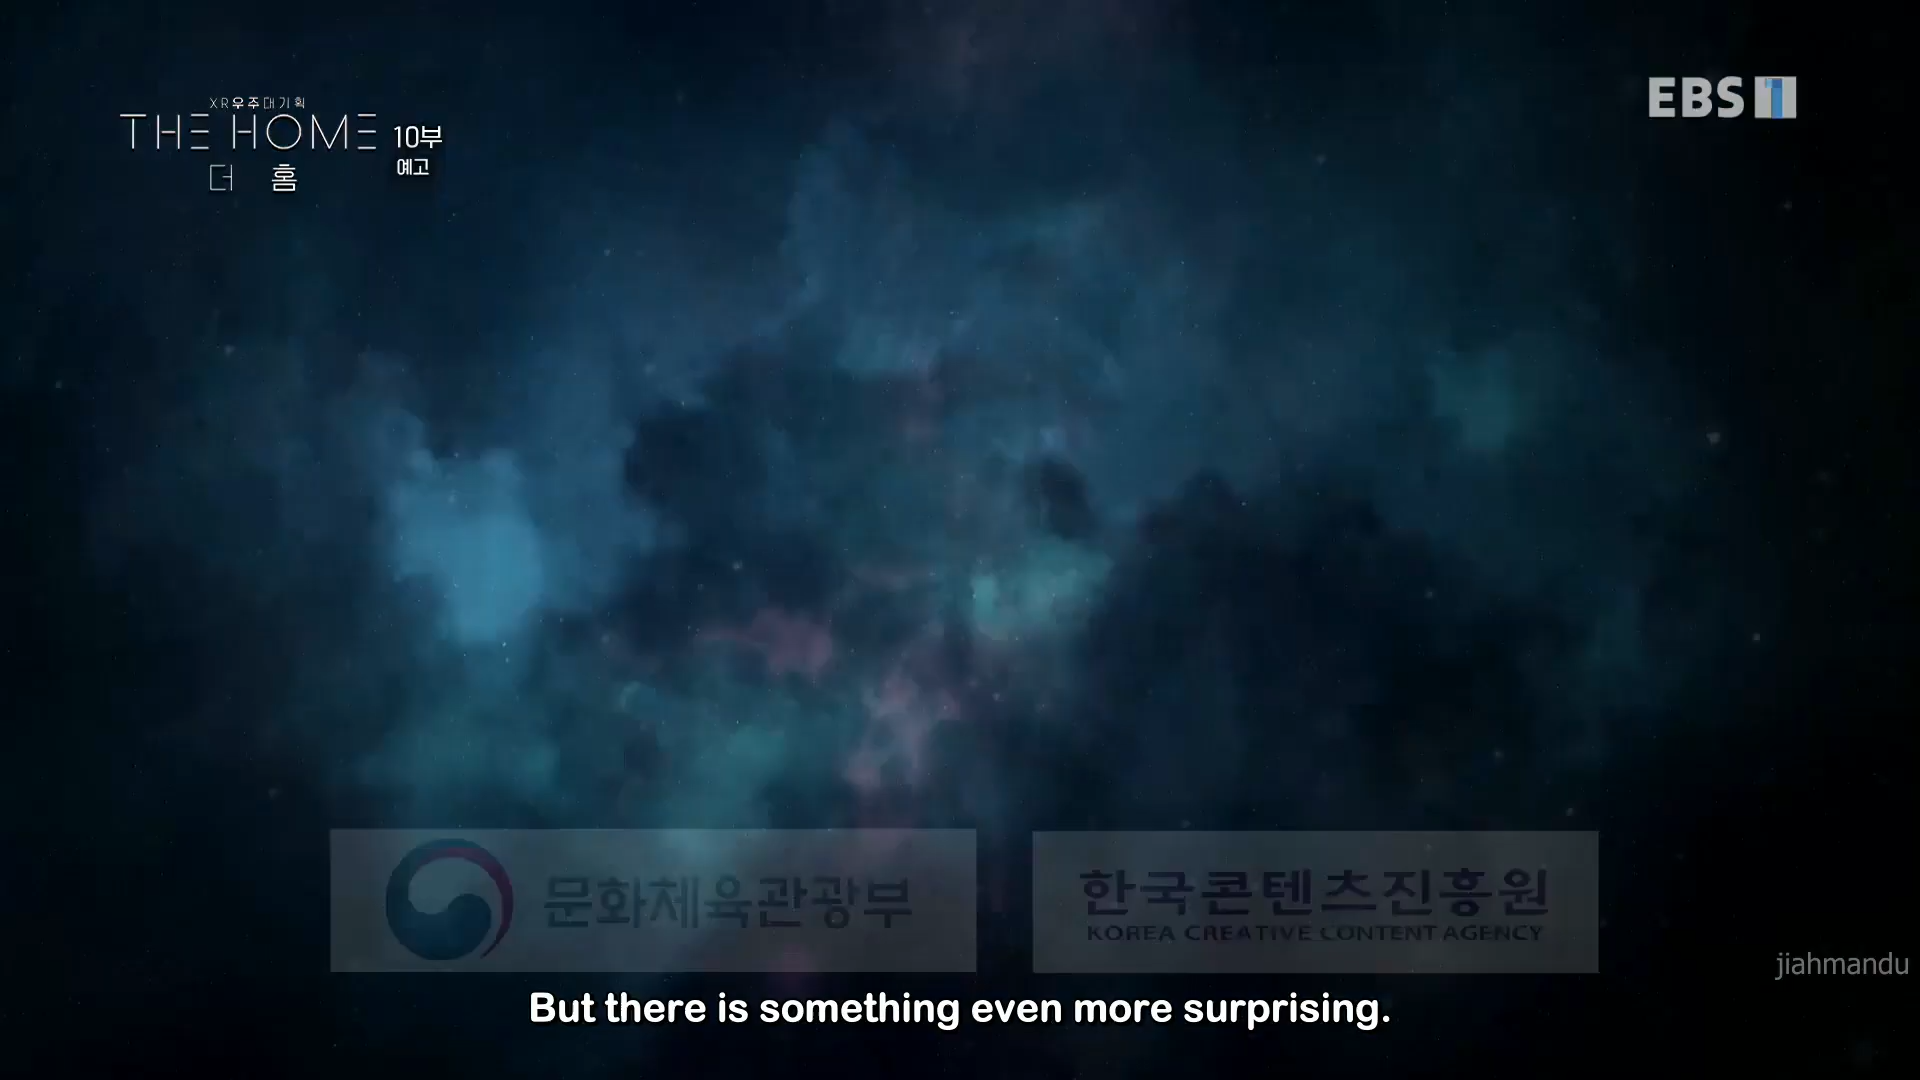 XR우주대기획
THE HOME
더 홈
10부
예고
EBS 1
문화체육관광부
한국콘텐츠진흥원
KOREA CREATIVE CONTENT AGENCY
jiahmandu
But there is something even more surprising.